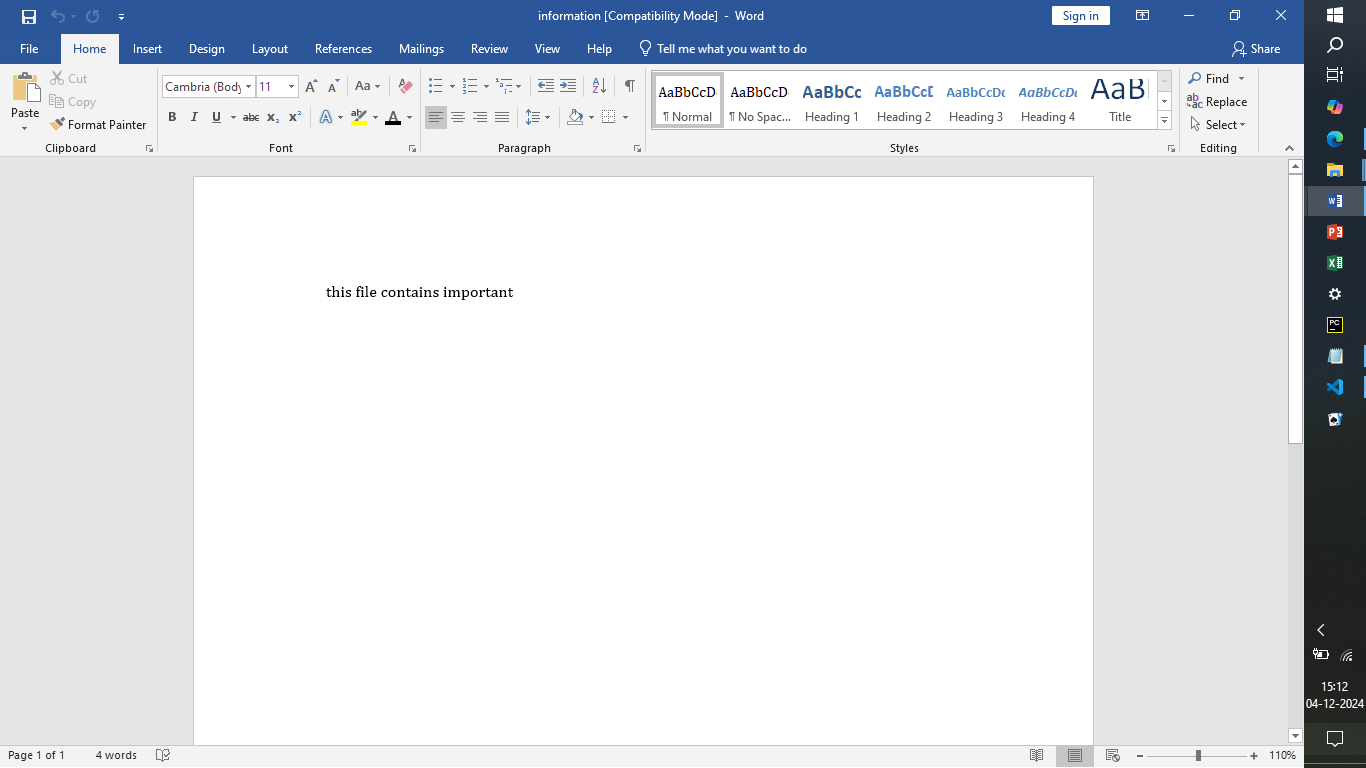 information [Compatibility Mode] - Word
Sign in
File Home Insert Design Layout References Mailings Review View Help Tell me what you want to do Share
Paste
Cut
Copy
Format Painter
Clipboard
Cambria (Body 11
Aa
B I U abc x₂ x² A ab A
Font
A Z
Paragraph
AaBbCcD AaBbCcD AaBbCc AaBbCcD AaBbCcDc AaBbCcDc AaB
¶ Normal ¶ No Spac... Heading 1 Heading 2 Heading 3 Heading 4 Title
Styles
Find
Replace
Select
Editing
this file contains important
Page 1 of 1 4 words 110%
15:12
04-12-2024